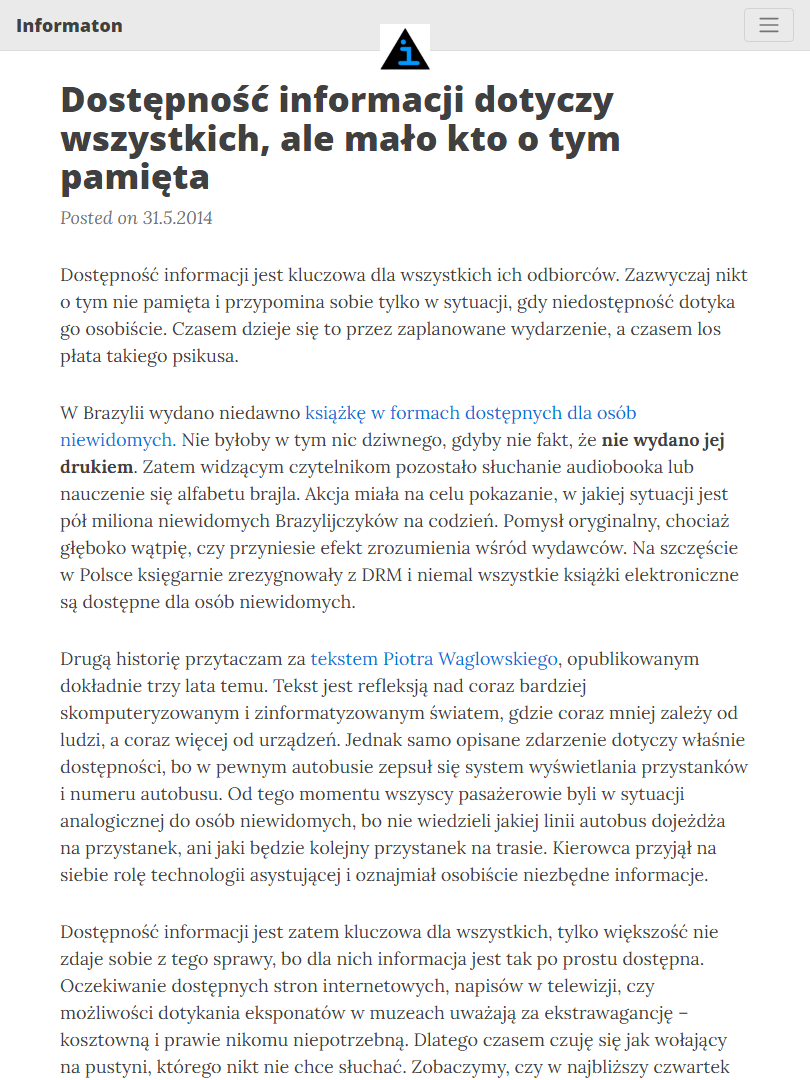 Informaton
i
Dostępność informacji dotyczy
wszystkich, ale mało kto o tym
pamięta
Posted on 31.5.2014
Dostępność informacji jest kluczowa dla wszystkich ich odbiorców. Zazwyczaj nikt
o tym nie pamięta i przypomina sobie tylko w sytuacji, gdy niedostępność dotyka
go osobiście. Czasem dzieje się to przez zaplanowane wydarzenie, a czasem los
płata takiego psikusa.
W Brazylii wydano niedawno książkę w formach dostępnych dla osób
niewidomych. Nie byłoby w tym nic dziwnego, gdyby nie fakt, że nie wydano jej
drukiem. Zatem widzącym czytelnikom pozostało słuchanie audiobooka lub
nauczenie się alfabetu brajla. Akcja miała na celu pokazanie, w jakiej sytuacji jest
pół miliona niewidomych Brazylijczyków na codzień. Pomysł oryginalny, chociaż
głęboko wątpię, czy przyniesie efekt zrozumienia wśród wydawców. Na szczęście
w Polsce księgarnie zrezygnowały z DRM i niemal wszystkie książki elektroniczne
są dostępne dla osób niewidomych.
Drugą historię przytaczam za tekstem Piotra Waglowskiego, opublikowanym
dokładnie trzy lata temu. Tekst jest refleksją nad coraz bardziej
skomputeryzowanym i zinformatyzowanym światem, gdzie coraz mniej zależy od
ludzi, a coraz więcej od urządzeń. Jednak samo opisane zdarzenie dotyczy właśnie
dostępności, bo w pewnym autobusie zepsuł się system wyświetlania przystanków
i numeru autobusu. Od tego momentu wszyscy pasażerowie byli w sytuacji
analogicznej do osób niewidomych, bo nie wiedzieli jakiej linii autobus dojeżdża
na przystanek, ani jaki będzie kolejny przystanek na trasie. Kierowca przyjął na
siebie rolę technologii asystującej i oznajmiał osobiście niezbędne informacje.
Dostępność informacji jest zatem kluczowa dla wszystkich, tylko większość nie
zdaje sobie z tego sprawy, bo dla nich informacja jest tak po prostu dostępna.
Oczekiwanie dostępnych stron internetowych, napisów w telewizji, czy
możliwości dotykania eksponatów w muzeach uważają za ekstrawagancję –
kosztowną i prawie nikomu niepotrzebną. Dlatego czasem czuję się jak wołający
na pustyni, którego nikt nie chce słuchać. Zobaczymy, czy w najbliższy czwartek